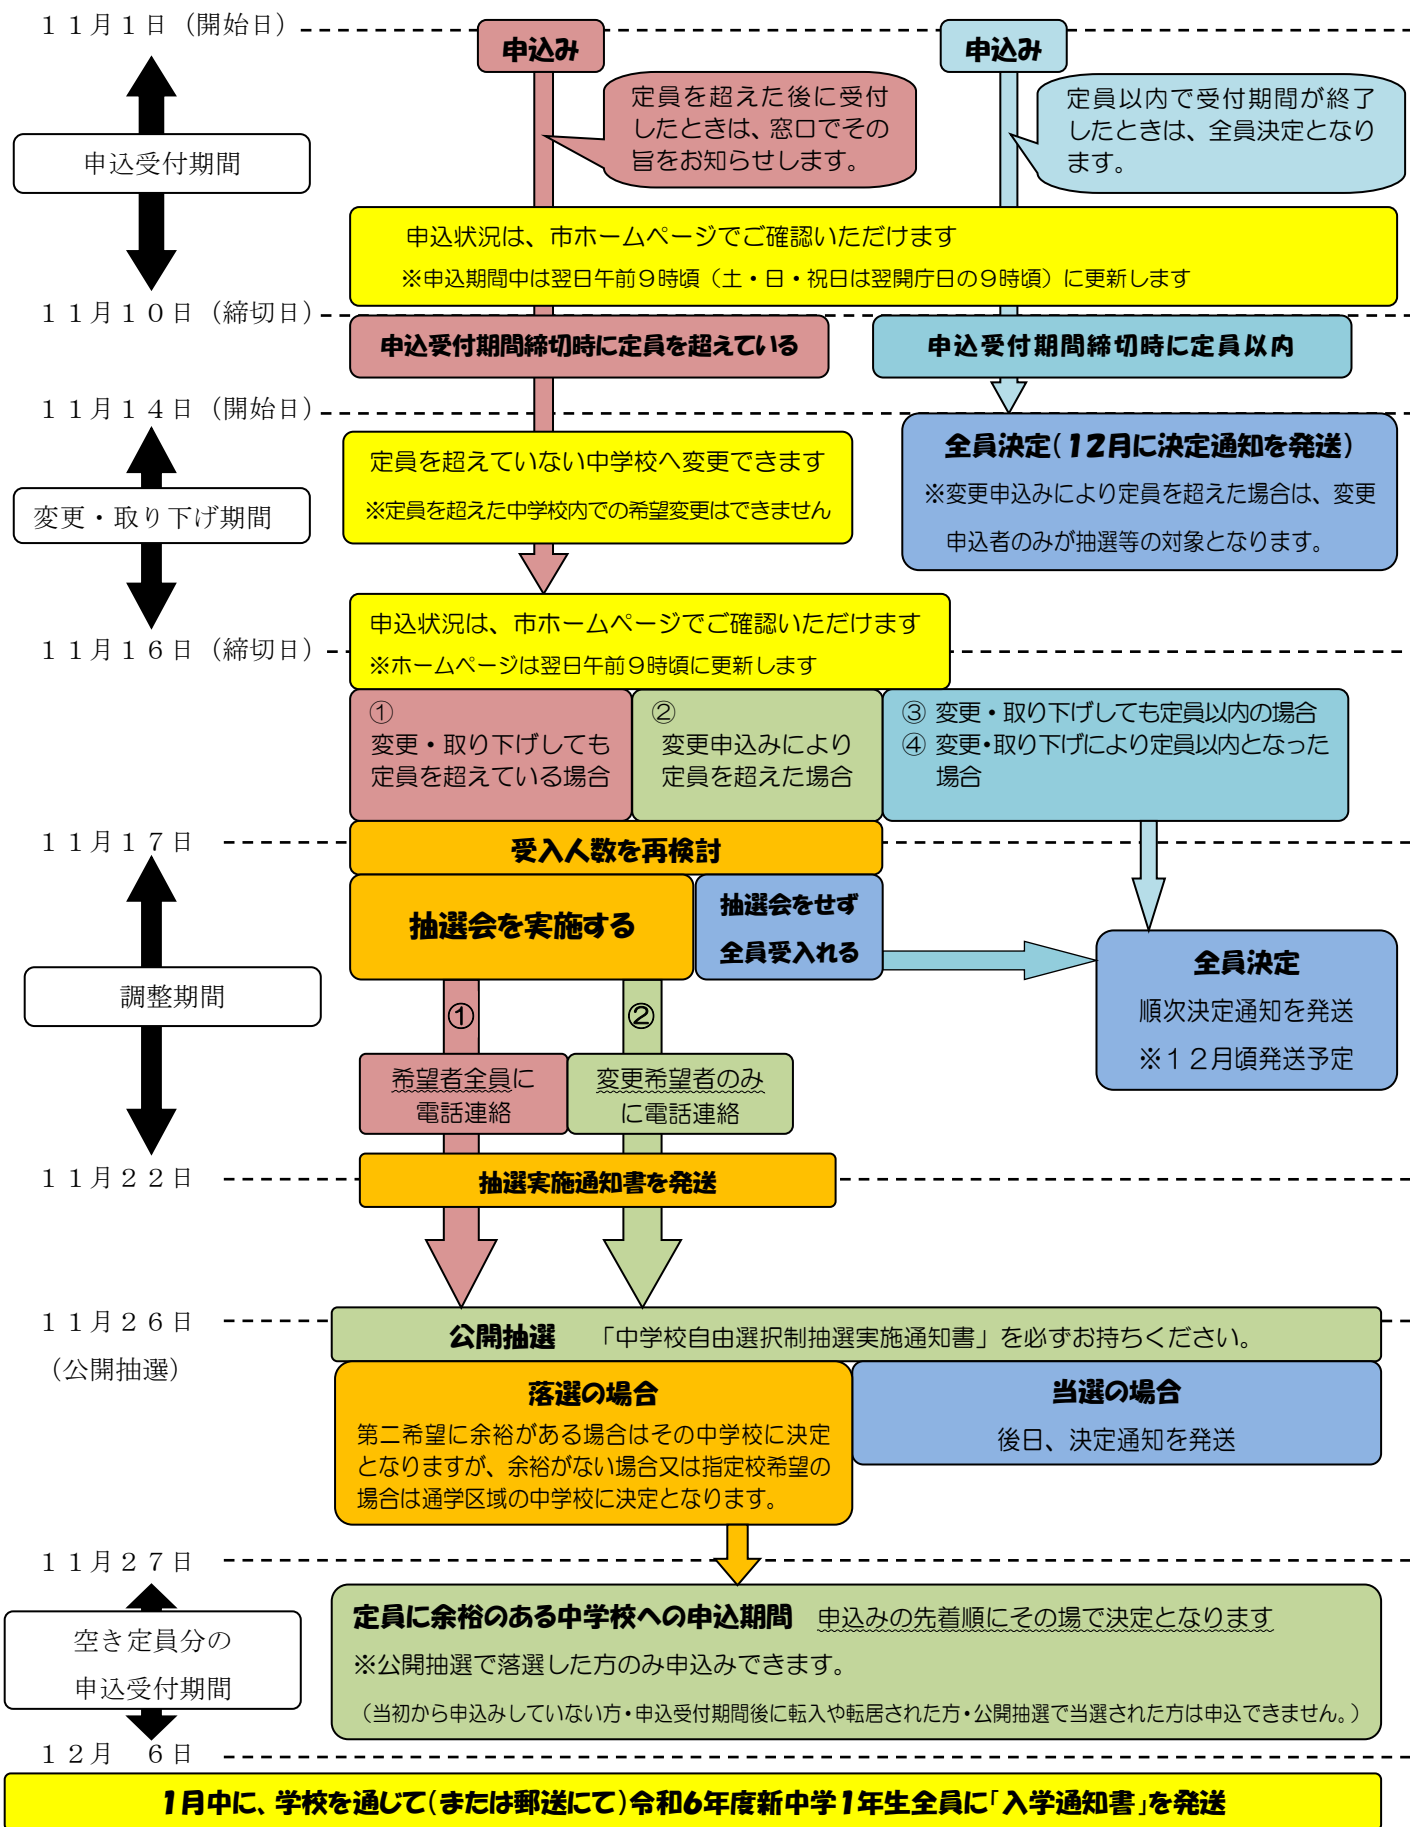 １１月１日（開始日）
申込み
申込み
定員を超えた後に受付
したときは、窓口でその
旨をお知らせします。
定員以内で受付期間が終了
したときは、全員決定となり
ます。
申込受付期間
申込状況は、市ホームページでご確認いただけます
※申込期間中は翌日午前９時頃（土・日・祝日は翌開庁日の９時頃）に更新します
１１月１０日（締切日）
申込受付期間締切時に定員を超えている
申込受付期間締切時に定員以内
１１月１４日（開始日）
定員を超えていない中学校へ変更できます
※定員を超えた中学校内での希望変更はできません
全員決定（１２月に決定通知を発送）
※変更申込みにより定員を超えた場合は、変更
申込者のみが抽選等の対象となります。
変更・取り下げ期間
申込状況は、市ホームページでご確認いただけます
※ホームページは翌日午前９時頃に更新します
１１月１６日（締切日）
①
変更・取り下げしても
定員を超えている場合
②
変更申込みにより
定員を超えた場合
③ 変更・取り下げしても定員以内の場合
④ 変更・取り下げにより定員以内となった
場合
１１月１７日
受入人数を再検討
抽選会を実施する
抽選会をせず
全員受入れる
全員決定
順次決定通知を発送
※１２月頃発送予定
調整期間
①
②
希望者全員に
電話連絡
変更希望者のみ
に電話連絡
１１月２２日
抽選実施通知書を発送
１１月２６日
（公開抽選）
公開抽選 「中学校自由選択制抽選実施通知書」を必ずお持ちください。
落選の場合
第二希望に余裕がある場合はその中学校に決定
となりますが、余裕がない場合又は指定校希望の
場合は通学区域の中学校に決定となります。
当選の場合
後日、決定通知を発送
１１月２７日
空き定員分の
申込受付期間
定員に余裕のある中学校への申込期間 申込みの先着順にその場で決定となります
※公開抽選で落選した方のみ申込みできます。
（当初から申込みしていない方・申込受付期間後に転入や転居された方・公開抽選で当選された方は申込できません。）
１２月　６日
１月中に、学校を通じて（または郵送にて）令和６年度新中学１年生全員に「入学通知書」を発送